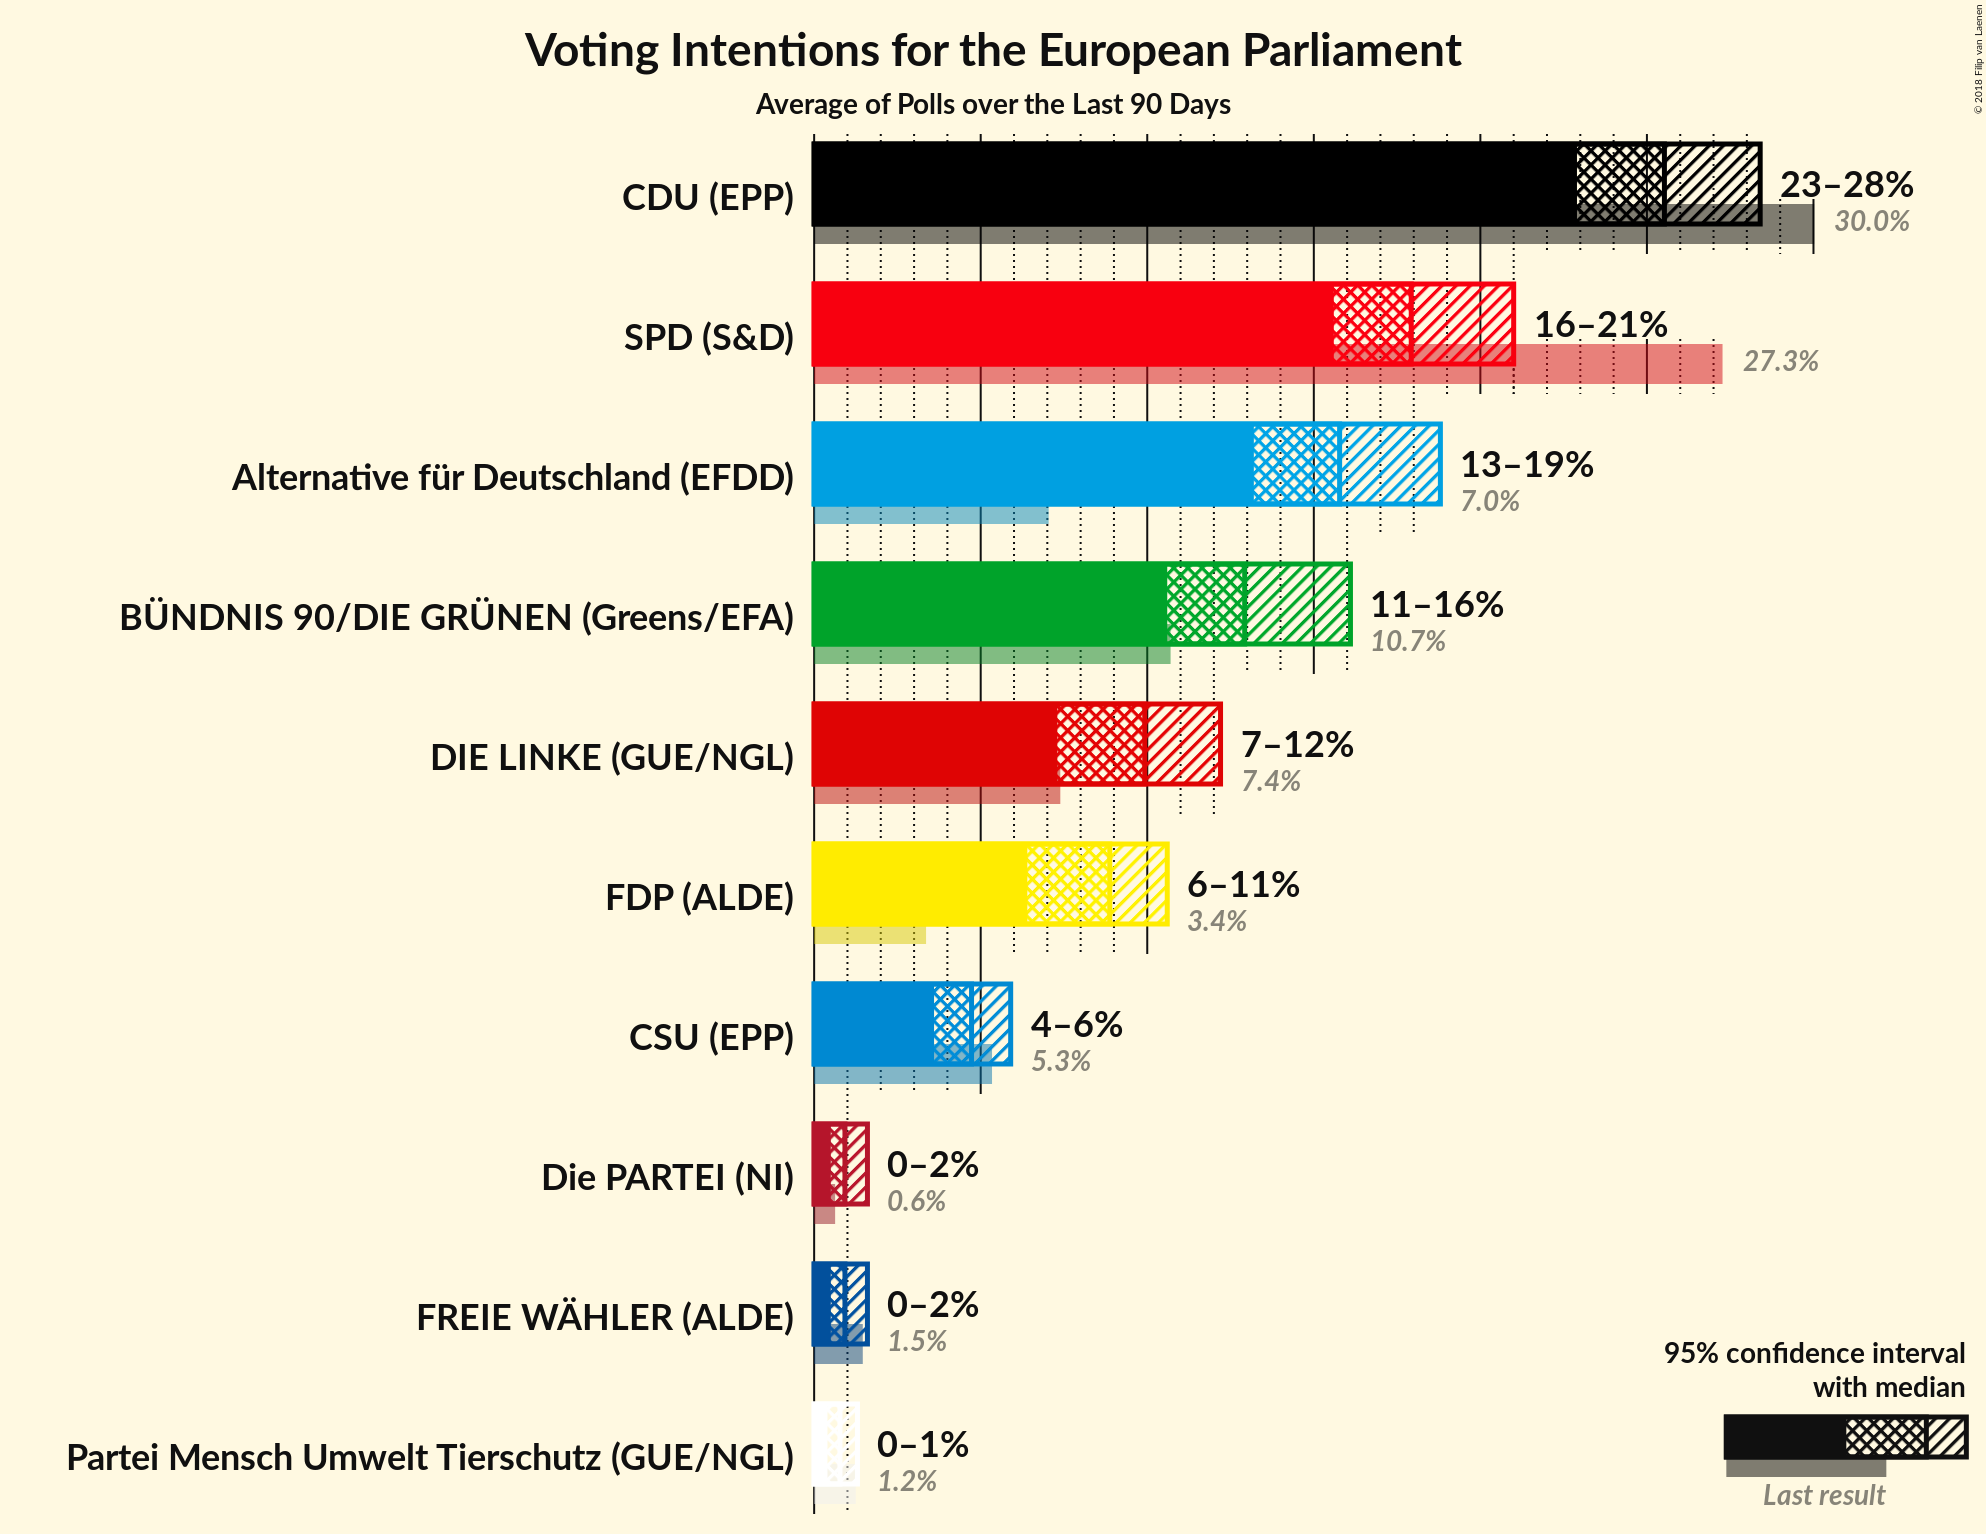 Voting Intentions for the European Parliament
Average of Polls over the Last 90 Days
© 2018 Filip van Laenen
CDU (EPP)
23–28%
30.0%
SPD (S&D)
16–21%
27.3%
Alternative für Deutschland (EFDD)
13–19%
7.0%
BÜNDNIS 90/DIE GRÜNEN (Greens/EFA)
11–16%
10.7%
DIE LINKE (GUE/NGL)
7–12%
7.4%
FDP (ALDE)
6–11%
3.4%
CSU (EPP)
4–6%
5.3%
Die PARTEI (NI)
0–2%
0.6%
FREIE WÄHLER (ALDE)
0–2%
1.5%
Partei Mensch Umwelt Tierschutz (GUE/NGL)
0–1%
1.2%
95% confidence interval
with median
Last result